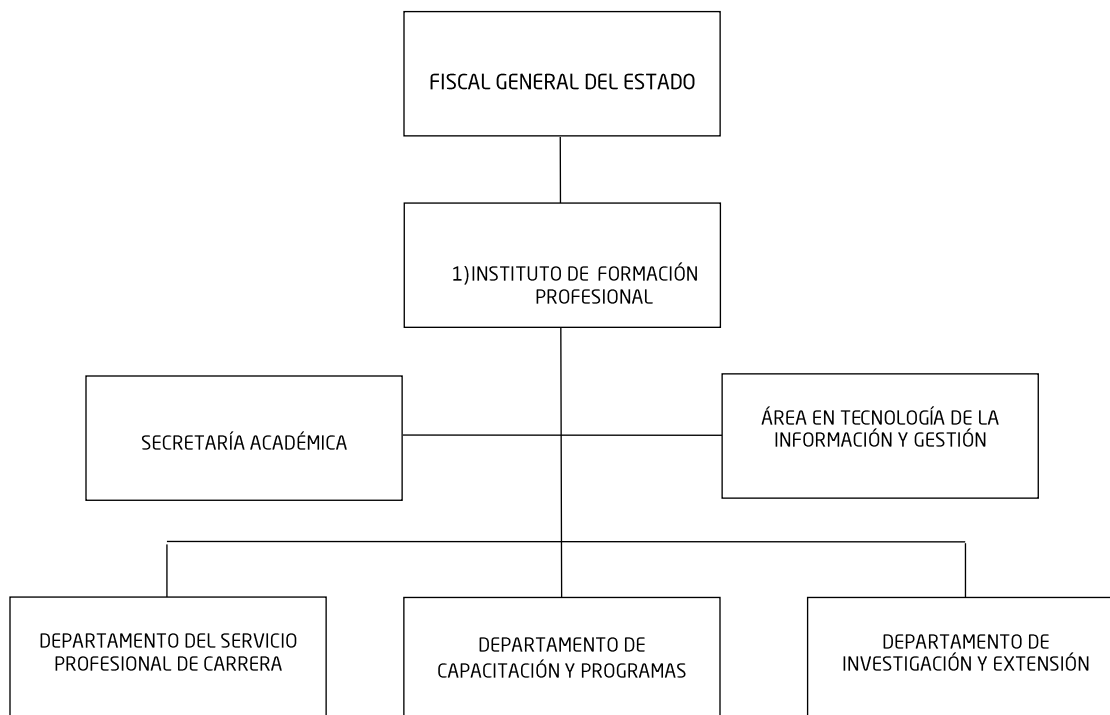 FISCAL GENERAL DEL ESTADO
1)INSTITUTO DE FORMACIÓN
PROFESIONAL
SECRETARÍA ACADÉMICA
ÁREA EN TECNOLOGÍA DE LA
INFORMACIÓN Y GESTIÓN
DEPARTAMENTO DEL SERVICIO
PROFESIONAL DE CARRERA
DEPARTAMENTO DE
CAPACITACIÓN Y PROGRAMAS
DEPARTAMENTO DE
INVESTIGACIÓN Y EXTENSIÓN